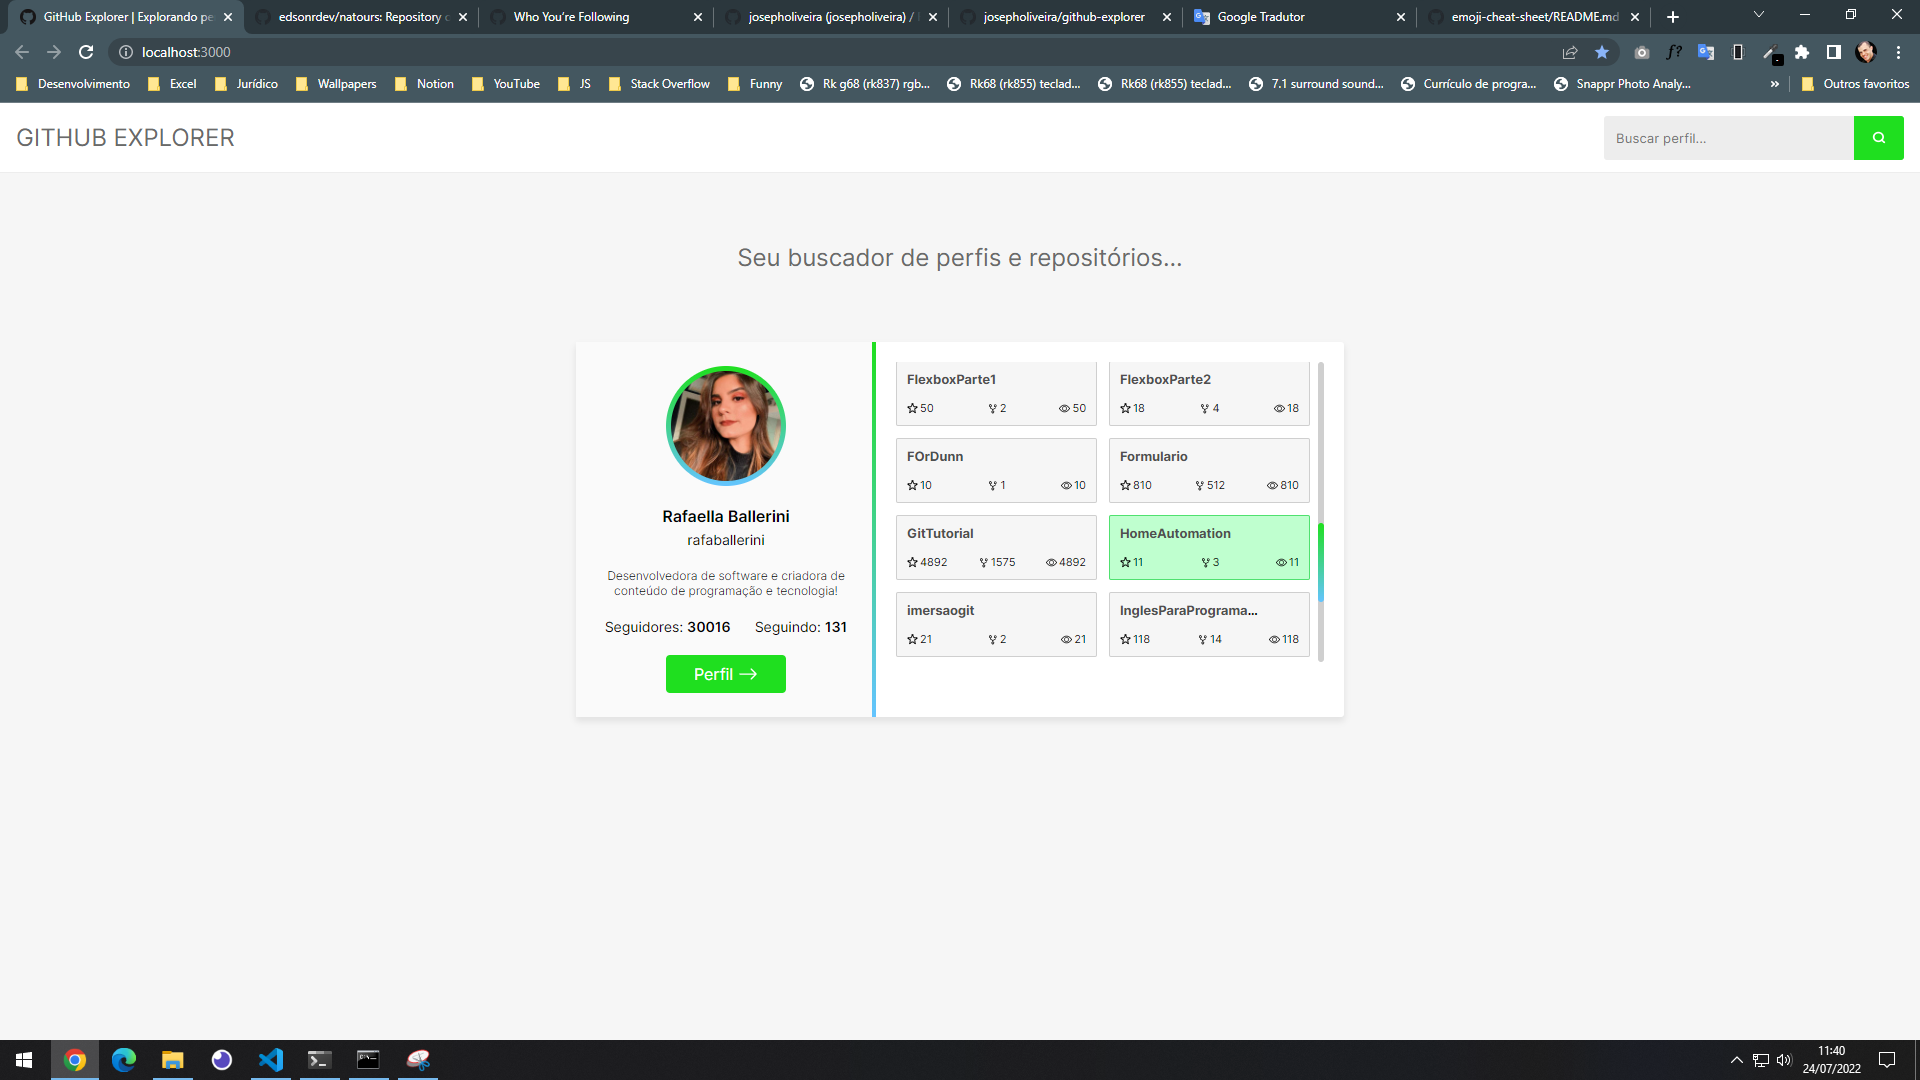 GitHub Explorer | Explorando pe
edsonrdev/natours: Repository c
Who You're Following
josepholiveira (josepholiveira) /
josepholiveira/github-explorer
Google Tradutor
emoji-cheat-sheet/README.md
localhost:3000
f?
Desenvolvimento
Excel
Jurídico
Wallpapers
Notion
YouTube
JS
Stack Overflow
Funny
Rk g68 (rk837) rgb...
Rk68 (rk855) teclad...
Rk68 (rk855) teclad...
7.1 surround sound...
Currículo de progra...
Snappr Photo Analy...
»
Outros favoritos
GITHUB EXPLORER
Buscar perfil...
Seu buscador de perfis e repositórios...
Rafaella Ballerini
rafaballerini
Desenvolvedora de software e criadora de
conteúdo de programação e tecnologia!
Seguidores: 30016 Seguindo: 131
Perfil →
FlexboxParte1
50 2 50
FlexboxParte2
18 4 18
FOrDunn
10 1 10
Formulario
810 512 810
GitTutorial
4892 1575 4892
HomeAutomation
11 3 11
imersaogit
21 2 21
InglesParaPrograma...
118 14 118
11:40
24/07/2022